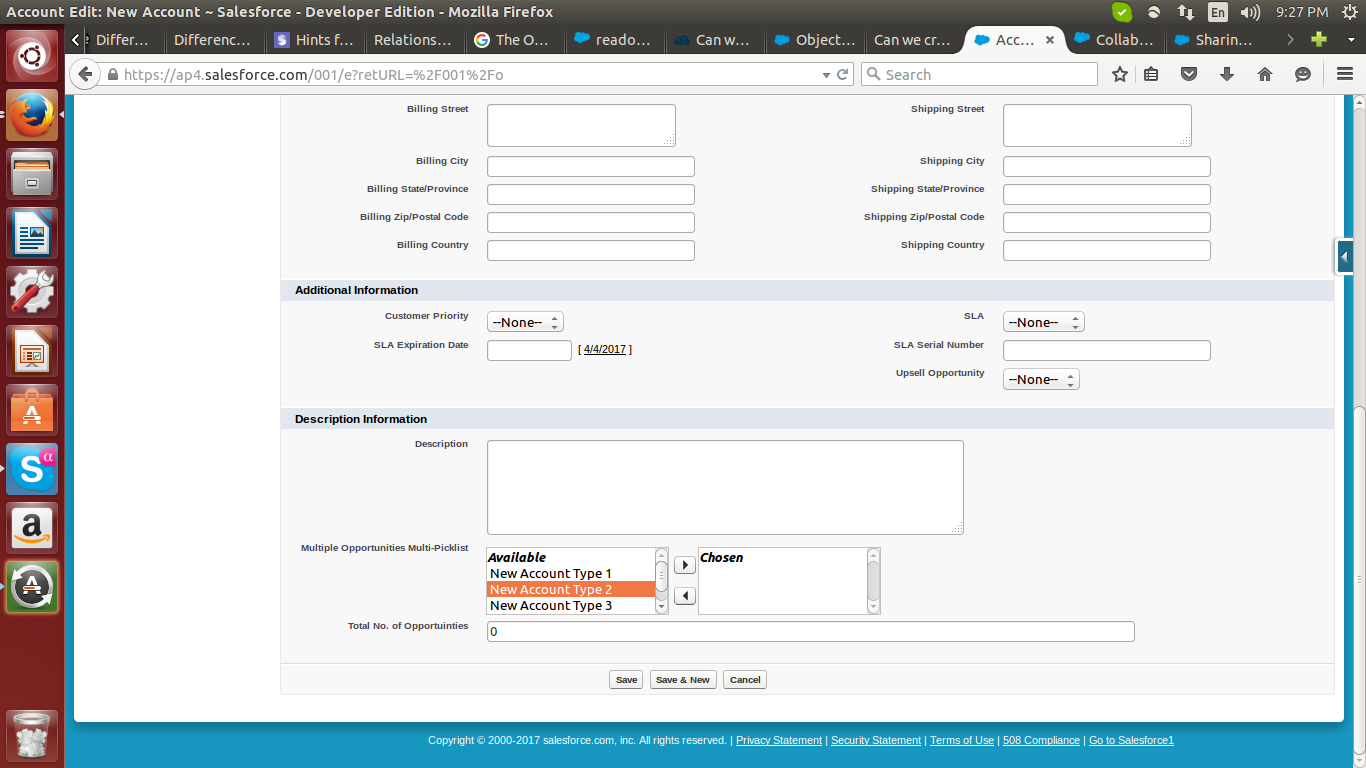 Account Edit: New Account ~ Salesforce - Developer Edition - Mozilla Firefox
En
9:27 PM
e Differ...
Differenc...
S Hints f...
Relations...
G The O...
reado...
Can w...
Object...
Can we cr...
Acc...
Collab...
Sharin...
https://ap4.salesforce.com/001/e?retURL=%2F001%2Fo
Search
Billing Street
Shipping Street
Billing City
Shipping City
Billing State/Province
Shipping State/Province
Billing Zip/Postal Code
Shipping Zip/Postal Code
Billing Country
Shipping Country
Additional Information
Customer Priority
--None--
SLA
--None--
SLA Expiration Date
[ 4/4/2017 ]
SLA Serial Number
Upsell Opportunity
--None--
Description Information
Description
Multiple Opportunities Multi-Picklist
Available
New Account Type 1
New Account Type 2
New Account Type 3
Chosen
Total No. of Opportuinties
0
Save
Save & New
Cancel
Copyright © 2000-2017 salesforce.com, inc. All rights reserved. | Privacy Statement | Security Statement | Terms of Use | 508 Compliance | Go to Salesforce1